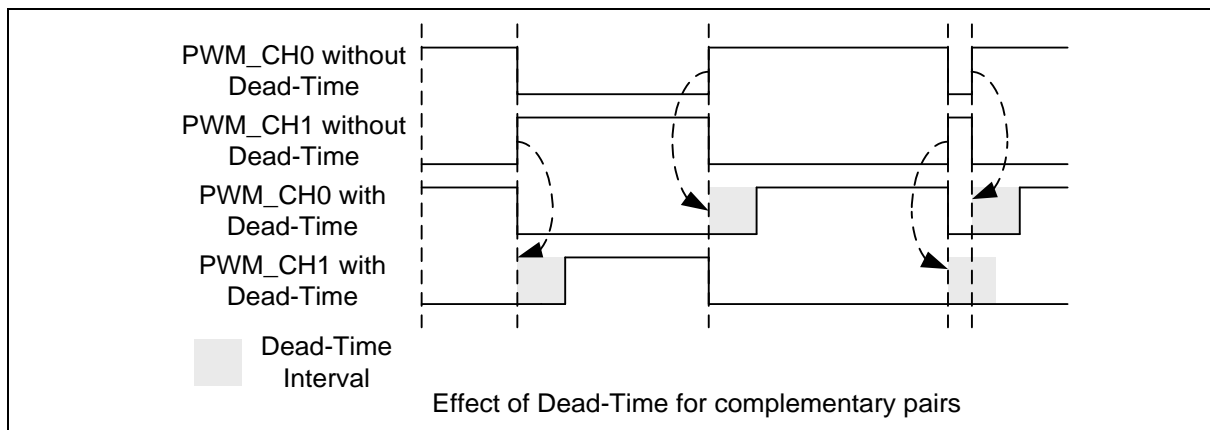 PWM_CH0 without
Dead-Time
PWM_CH1 without
Dead-Time
PWM_CH0 with
Dead-Time
PWM_CH1 with
Dead-Time
Dead-Time
Interval
Effect of Dead-Time for complementary pairs